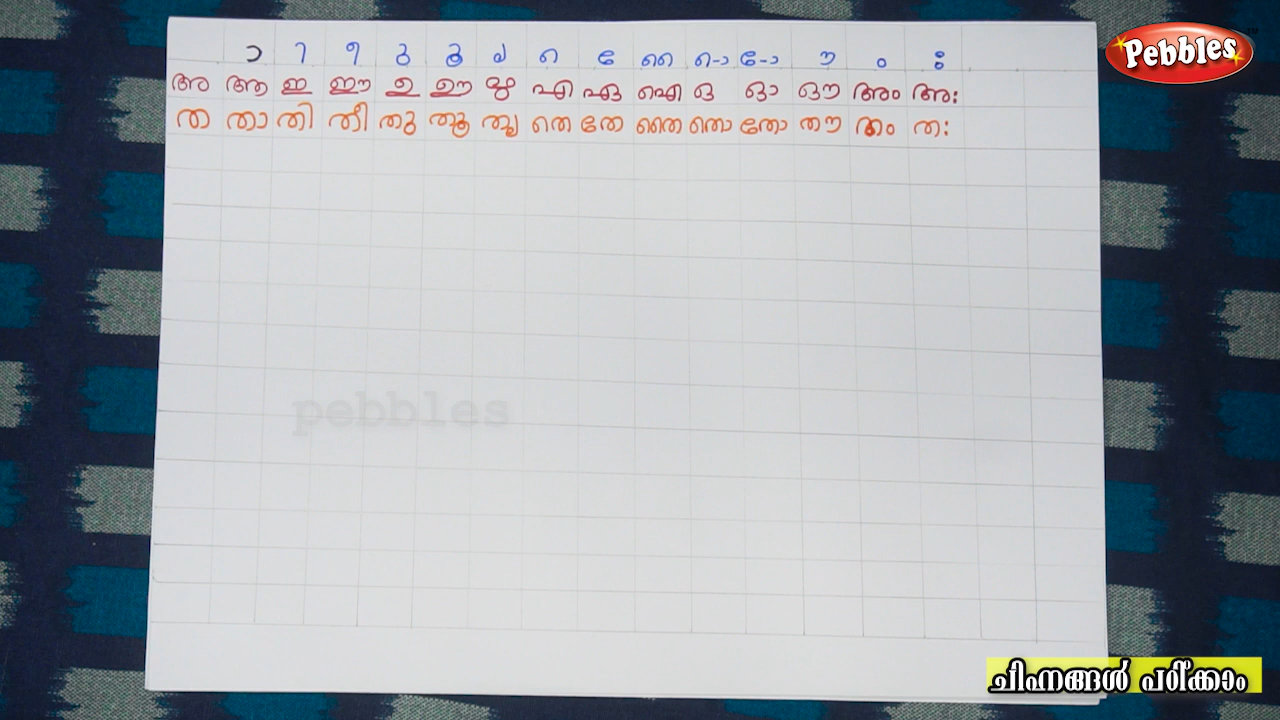 Pebbles
ാ ി ീ ു ൂ ൃ െ േ ൈ ൊ ോ ൗ ം ഃ
അ ആ ഇ ഈ ഉ ഊ ഋ എ ഏ ഐ ഒ ഓ ഔ അം അഃ
ത താ തി തീ തു തൂ തൃ തെ തേ തൈ തൊ തോ തൗ തം തഃ
pebbles
ചിഹ്നങ്ങൾ പഠിക്കാം